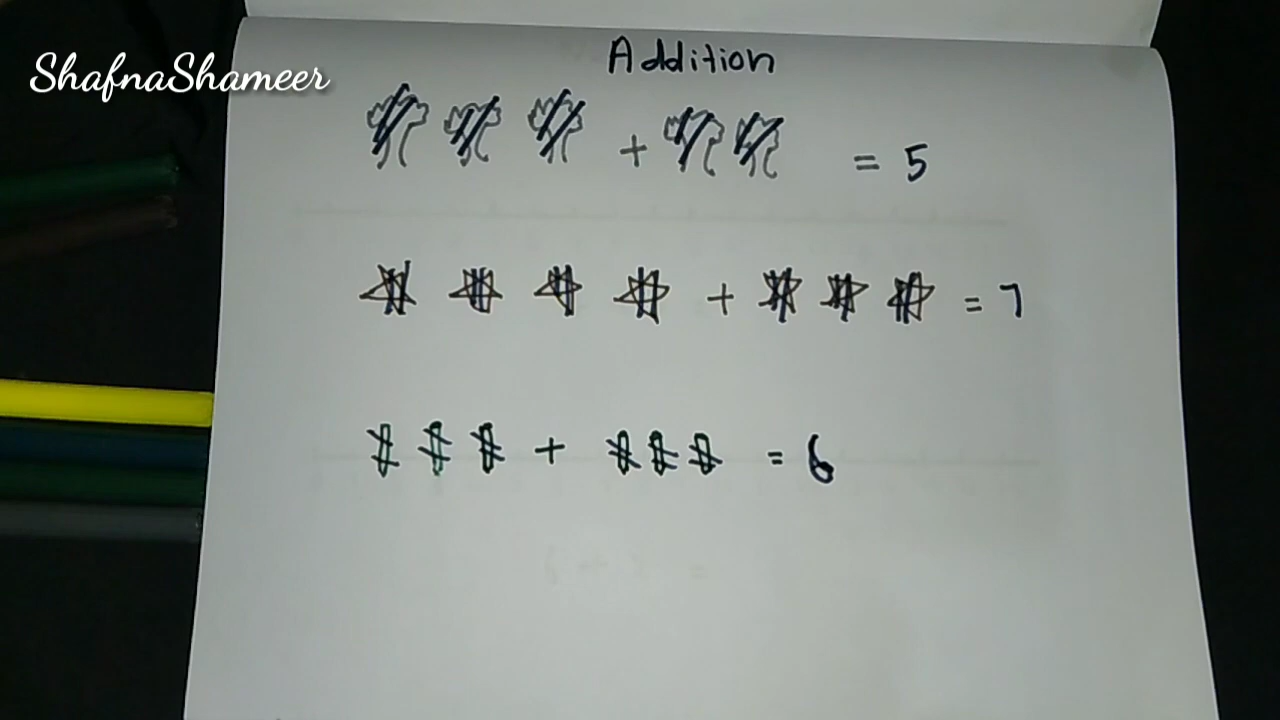 ShafnaShameer
Addition
+ = 5
+ = 7
+ = 6